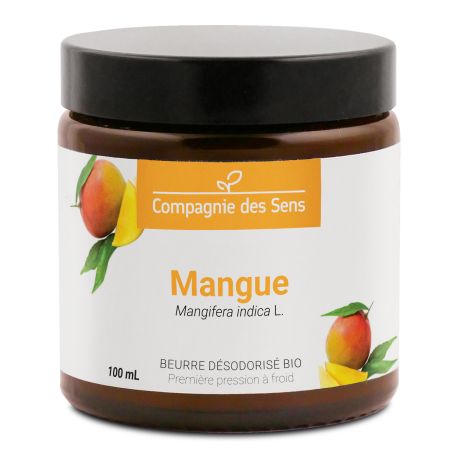 Compagnie des Sens
Mangue
Mangifera indica L.
BEURRE DÉSODORISÉ BIO
Première pression à froid
100 mL